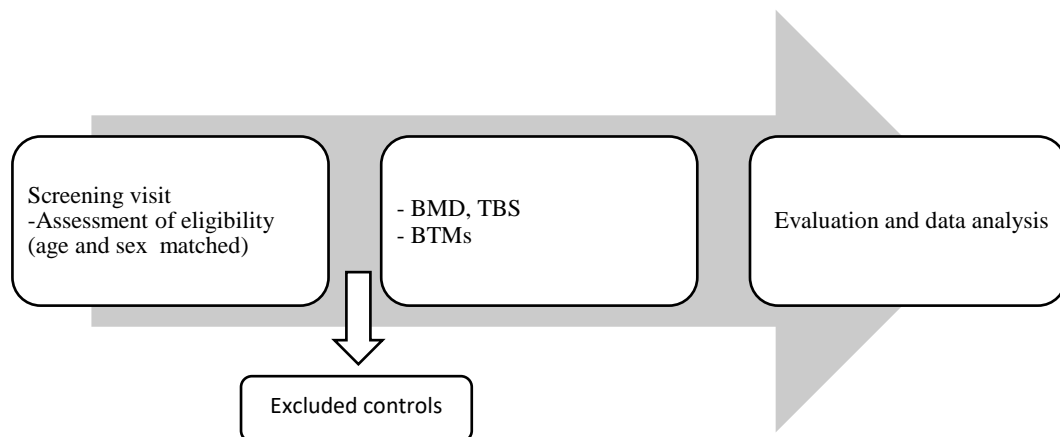 Screening visit
-Assessment of eligibility
(age and sex  matched)
- BMD, TBS
- BTMs
Evaluation and data analysis
Excluded controls